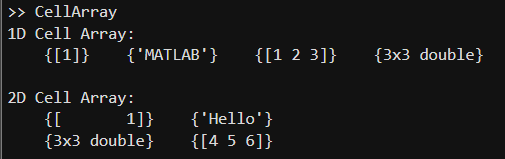 >> CellArray
1D Cell Array:
    {[1]}    {'MATLAB'}    {[1 2 3]}    {3x3 double}

2D Cell Array:
    {[         1]}    {'Hello'}
    {3x3 double}    {[4 5 6]}